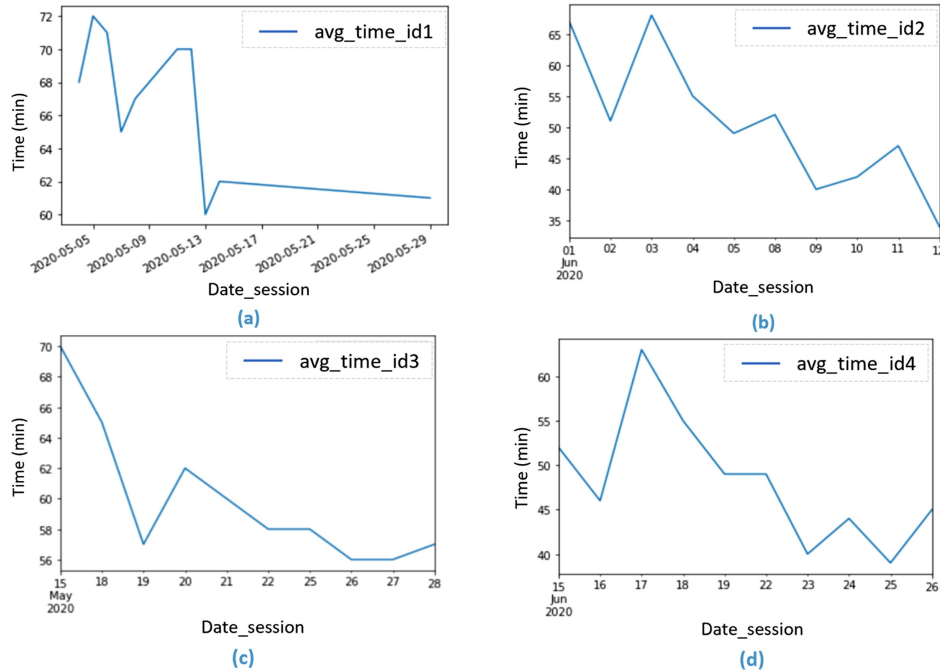 avg_time_id1
Time (min)
72
70
68
66
64
62
60
2020-05-05
2020-05-09
2020-05-13
2020-05-17
2020-05-21
2020-05-25
2020-05-29
Date_session
(a)
avg_time_id2
Time (min)
65
60
55
50
45
40
35
01 02 03 04 05 08 09 10 11 12
Jun
2020
Date_session
(b)
avg_time_id3
Time (min)
70
68
66
64
62
60
58
56
15 18 19 20 21 22 25 26 27 28
May
2020
Date_session
(c)
avg_time_id4
Time (min)
60
55
50
45
40
15 16 17 18 19 22 23 24 25 26
Jun
2020
Date_session
(d)